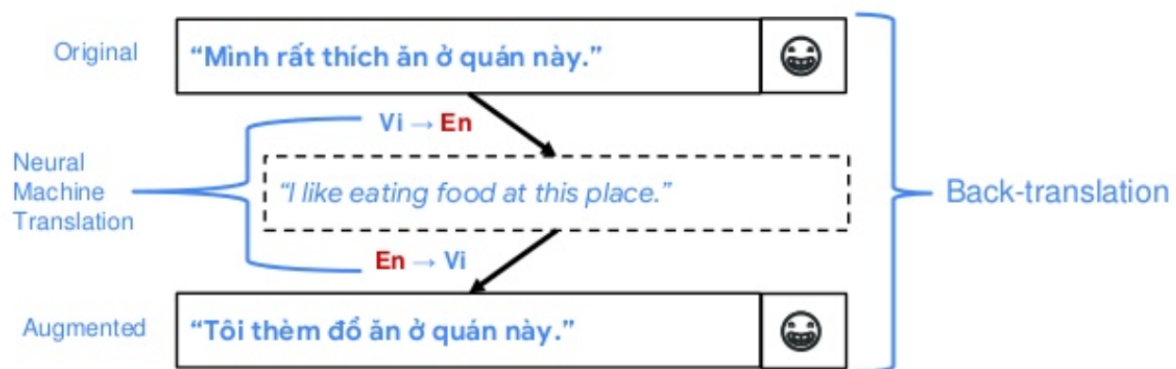 Original
“Mình rất thích ăn ở quán này.”
Vi → En
Neural
Machine
Translation
“I like eating food at this place.”
Back-translation
En → Vi
Augmented
“Tôi thèm đồ ăn ở quán này.”